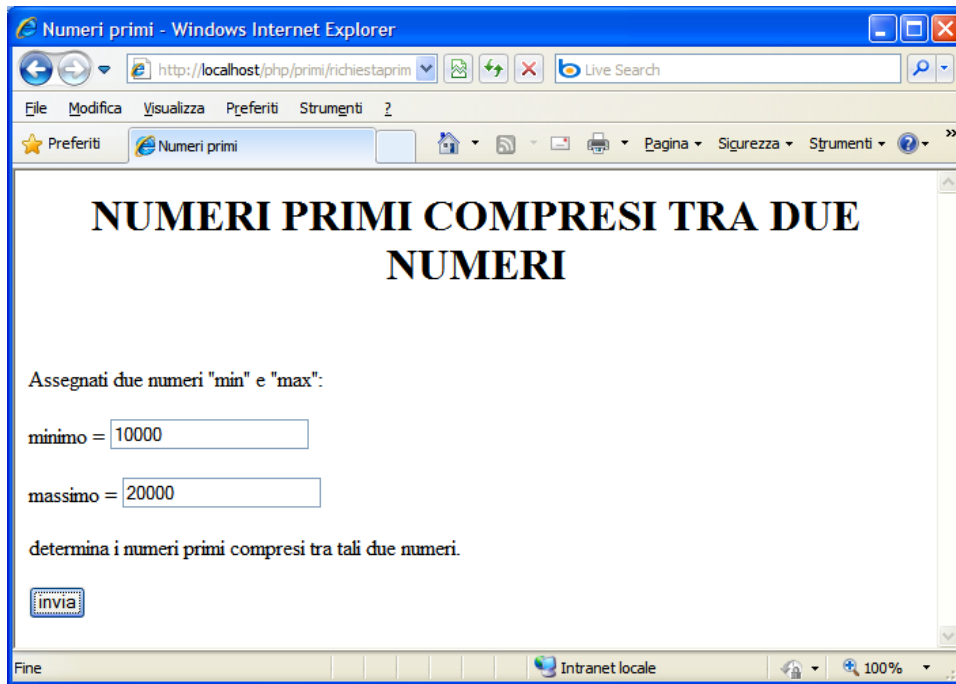 Numeri primi - Windows Internet Explorer
http://localhost/php/primi/richiestaprim
Live Search
File Modifica Visualizza Preferiti Strumenti ?
Preferiti Numeri primi Pagina Sicurezza Strumenti »
NUMERI PRIMI COMPRESI TRA DUE
NUMERI
Assegnati due numeri "min" e "max":
minimo = 10000
massimo = 20000
determina i numeri primi compresi tra tali due numeri.
invia
Fine Intranet locale 100%